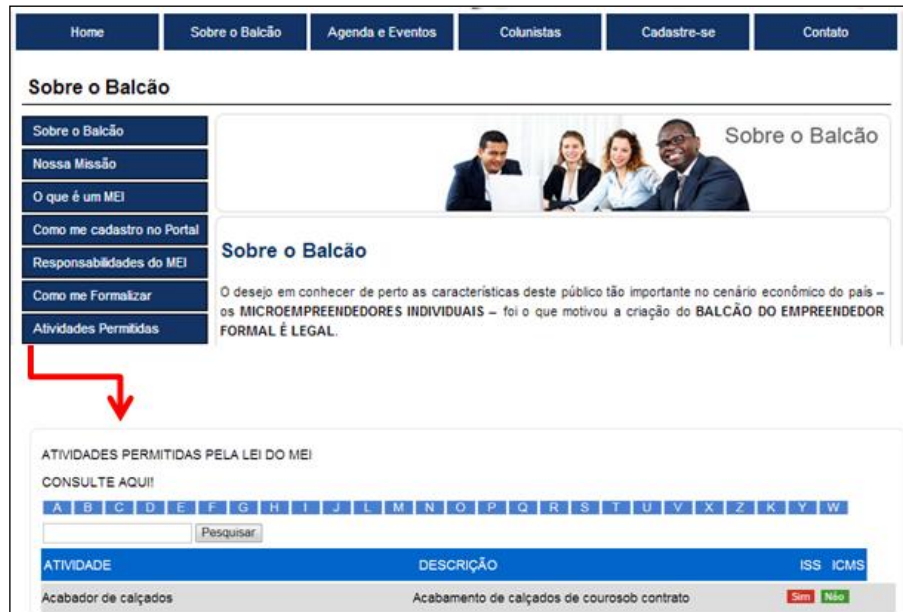 Home Sobre o Balcão Agenda e Eventos Colunistas Cadastre-se Contato
Sobre o Balcão
Sobre o Balcão
Nossa Missão
O que é um MEI
Como me cadastro no Portal
Responsabilidades do MEI
Como me Formalizar
Atividades Permitidas
Sobre o Balcão
Sobre o Balcão
O desejo em conhecer de perto as características deste público tão importante no cenário econômico do país –
os MICROEMPREENDEDORES INDIVIDUAIS – foi o que motivou a criação do BALCÃO DO EMPREENDEDOR
FORMAL É LEGAL.
ATIVIDADES PERMITIDAS PELA LEI DO MEI
CONSULTE AQUI!
A B C D E F G H I J L M N O P Q R S T U V X Z K Y W
Pesquisar
ATIVIDADE DESCRIÇÃO ISS ICMS
Acabador de calçados Acabamento de calçados de courosob contrato Sim Não